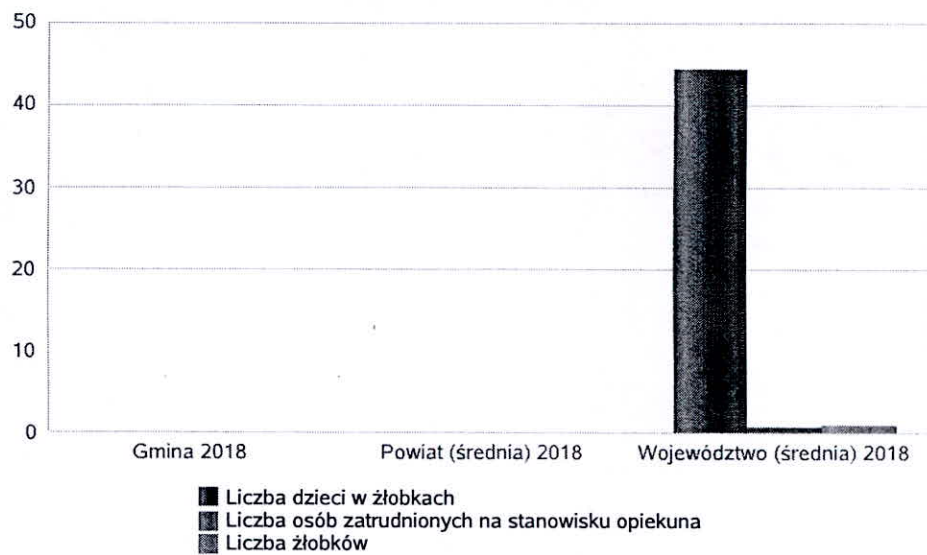 50
40
30
20
10
0
Gmina 2018 Powiat (średnia) 2018 Województwo (średnia) 2018
Liczba dzieci w żłobkach
Liczba osób zatrudnionych na stanowisku opiekuna
Liczba żłobków